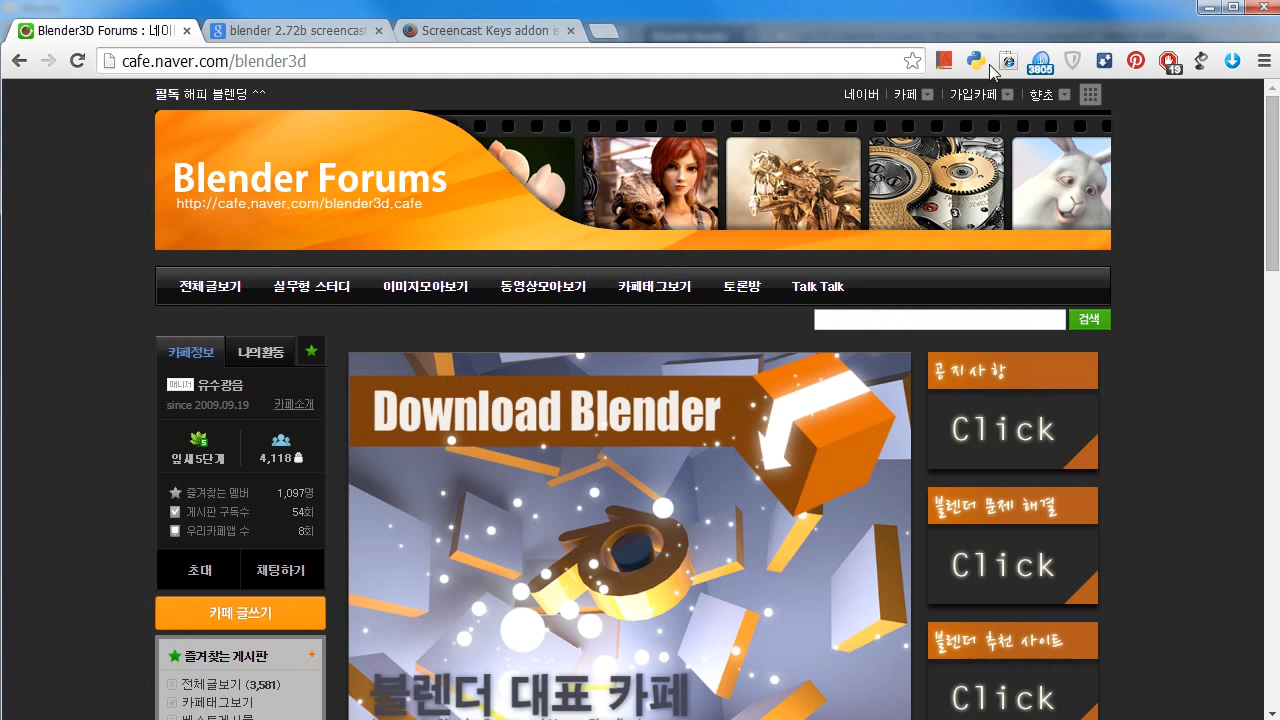 Blender3D Forums : 네이
blender 2.72b screencast
Screencast Keys addon is
cafe.naver.com/blender3d
3805
19
필독 해피 블렌딩 ^^
네이버 카페 가입카페 향초
Blender Forums
http://cafe.naver.com/blender3d.cafe
전체글보기 실무형 스터디 이미지모아보기 동영상모아보기 카페태그보기 토론방 Talk Talk
검색
카페정보 나의활동
매니저 유수광음
since 2009.09.19 카페소개
잎새5단계 4,118
즐겨찾는 멤버 1,097명
게시판 구독수 54회
우리카페앱 수 8회
초대 채팅하기
카페 글쓰기
즐겨찾는 게시판 +
전체글보기 (3,581)
카페태그보기
베스트게시물
Download Blender
블렌더 대표 카페
공지사항
Click
블렌더 문제 해결
Click
블렌더 추천 사이트
Click